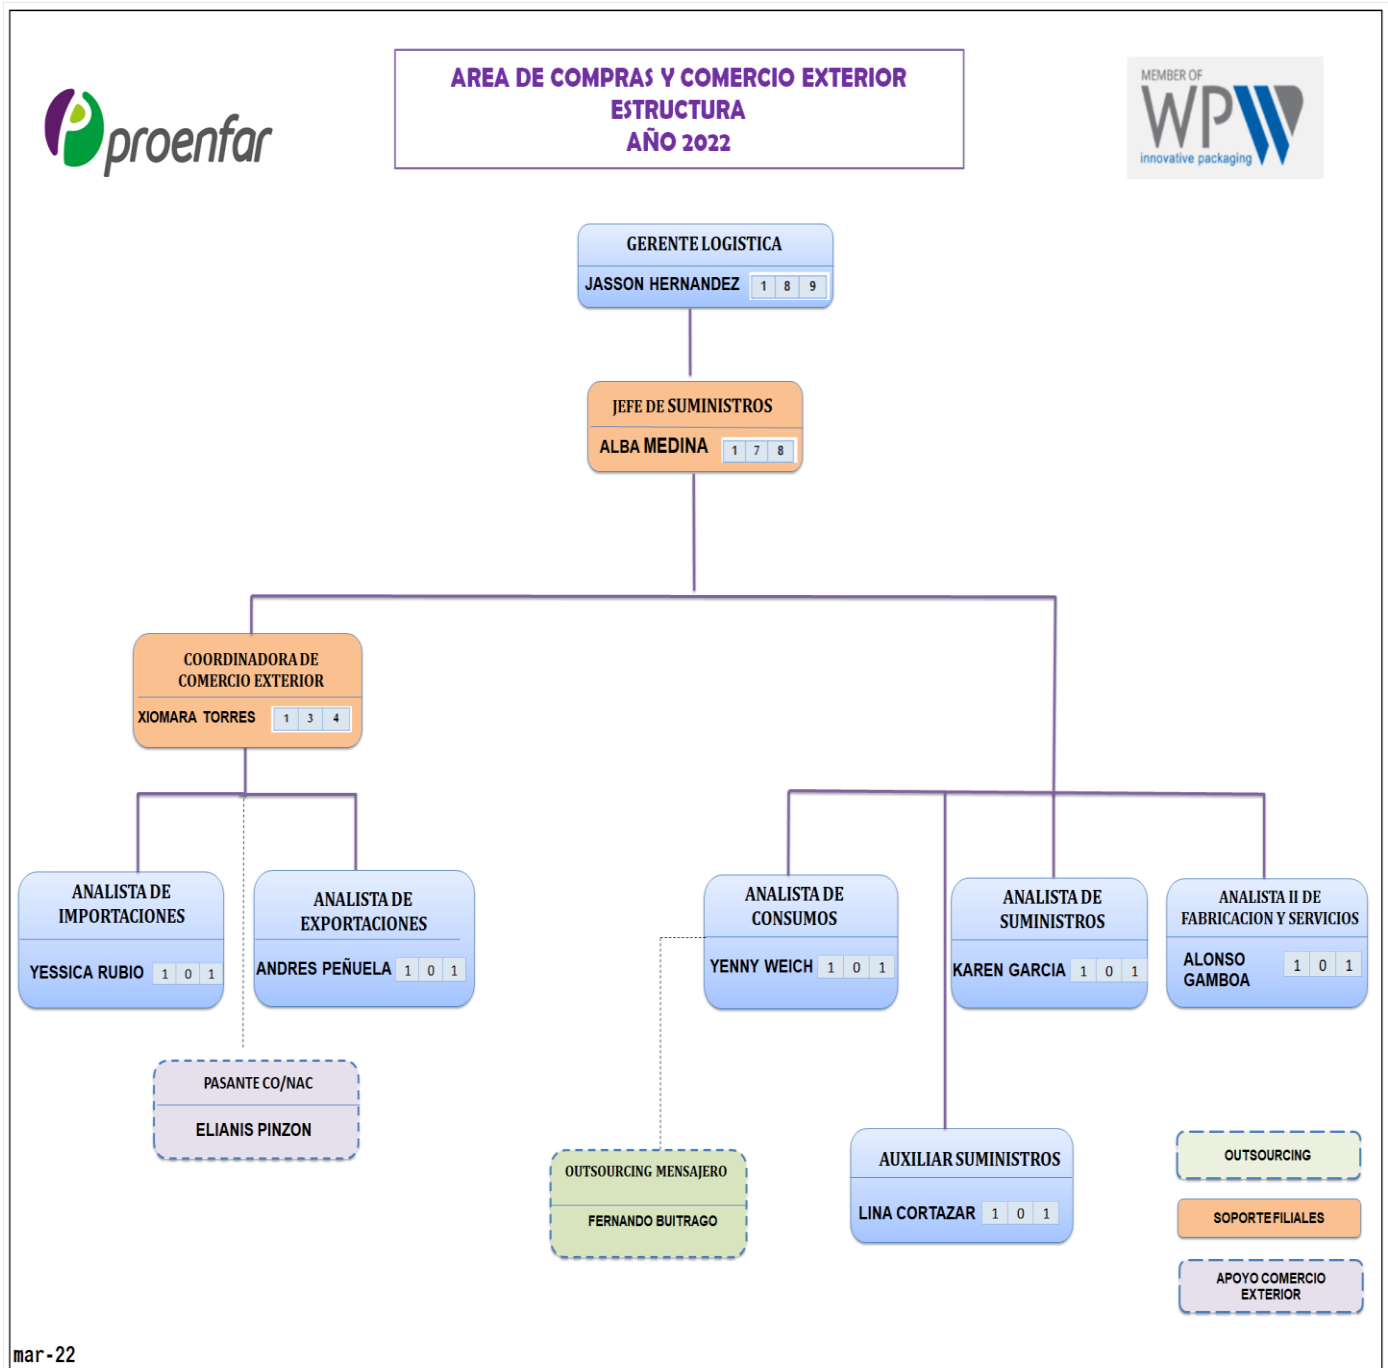 AREA DE COMPRAS Y COMERCIO EXTERIOR
ESTRUCTURA
AÑO 2022
proenfar
MEMBER OF
WPW
innovative packaging
GERENTE LOGISTICA
JASSON HERNANDEZ 1 8 9
JEFE DE SUMINISTROS
ALBA MEDINA 1 7 8
COORDINADORA DE
COMERCIO EXTERIOR
XIOMARA TORRES 1 3 4
ANALISTA DE
IMPORTACIONES
YESSICA RUBIO 1 0 1
ANALISTA DE
EXPORTACIONES
ANDRES PEÑUELA 1 0 1
ANALISTA DE
CONSUMOS
YENNY WEICH 1 0 1
ANALISTA DE
SUMINISTROS
KAREN GARCIA 1 0 1
ANALISTA II DE
FABRICACION Y SERVICIOS
ALONSO
GAMBOA 1 0 1
PASANTE CO/NAC
ELIANIS PINZON
OUTSOURCING MENSAJERO
FERNANDO BUITRAGO
AUXILIAR SUMINISTROS
LINA CORTAZAR 1 0 1
OUTSOURCING
SOPORTE FILIALES
APOYO COMERCIO
EXTERIOR
mar-22